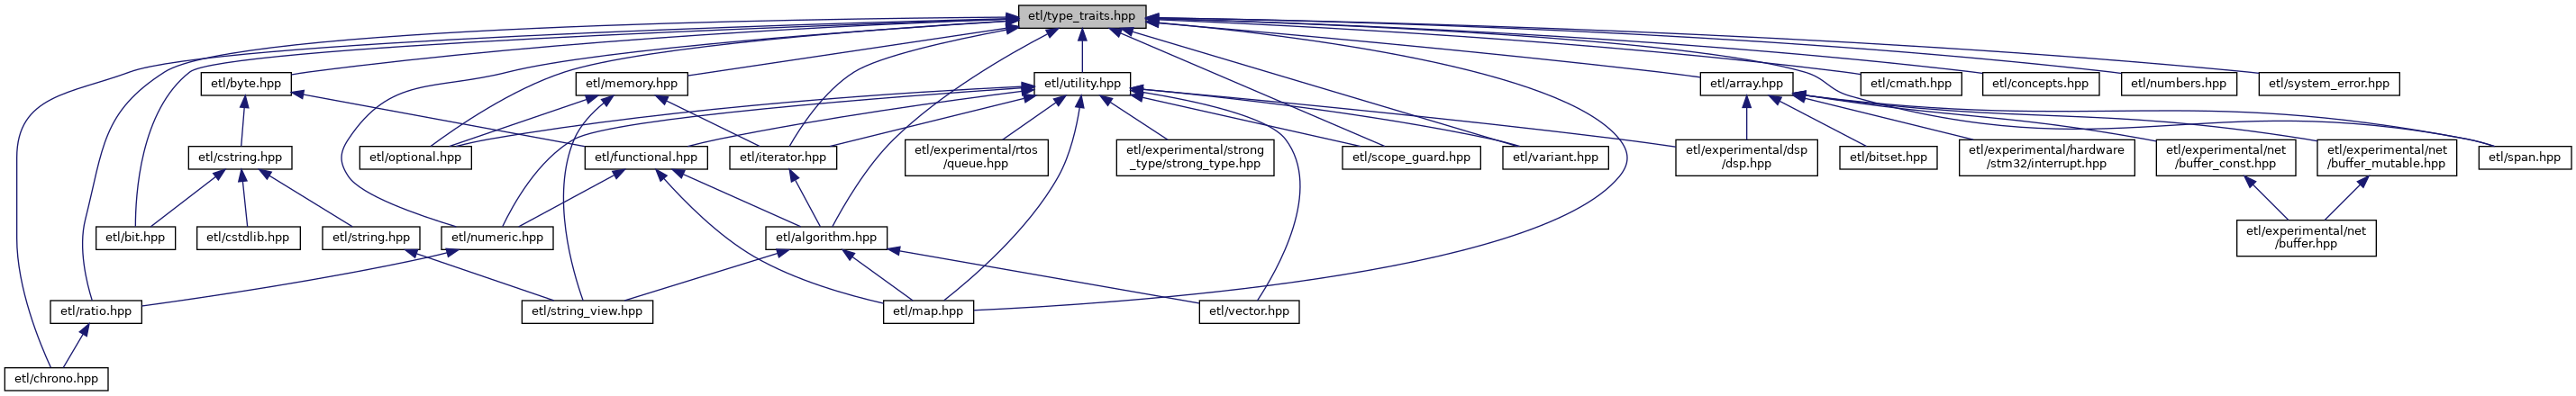 etl/type_traits.hpp
etl/byte.hpp
etl/memory.hpp
etl/utility.hpp
etl/array.hpp
etl/cmath.hpp
etl/concepts.hpp
etl/numbers.hpp
etl/system_error.hpp
etl/cstring.hpp
etl/optional.hpp
etl/functional.hpp
etl/iterator.hpp
etl/experimental/rtos
/queue.hpp
etl/experimental/strong
_type/strong_type.hpp
etl/scope_guard.hpp
etl/variant.hpp
etl/experimental/dsp
/dsp.hpp
etl/bitset.hpp
etl/experimental/hardware
/stm32/interrupt.hpp
etl/experimental/net
/buffer_const.hpp
etl/experimental/net
/buffer_mutable.hpp
etl/span.hpp
etl/bit.hpp
etl/cstdlib.hpp
etl/string.hpp
etl/numeric.hpp
etl/algorithm.hpp
etl/experimental/net
/buffer.hpp
etl/ratio.hpp
etl/string_view.hpp
etl/map.hpp
etl/vector.hpp
etl/chrono.hpp